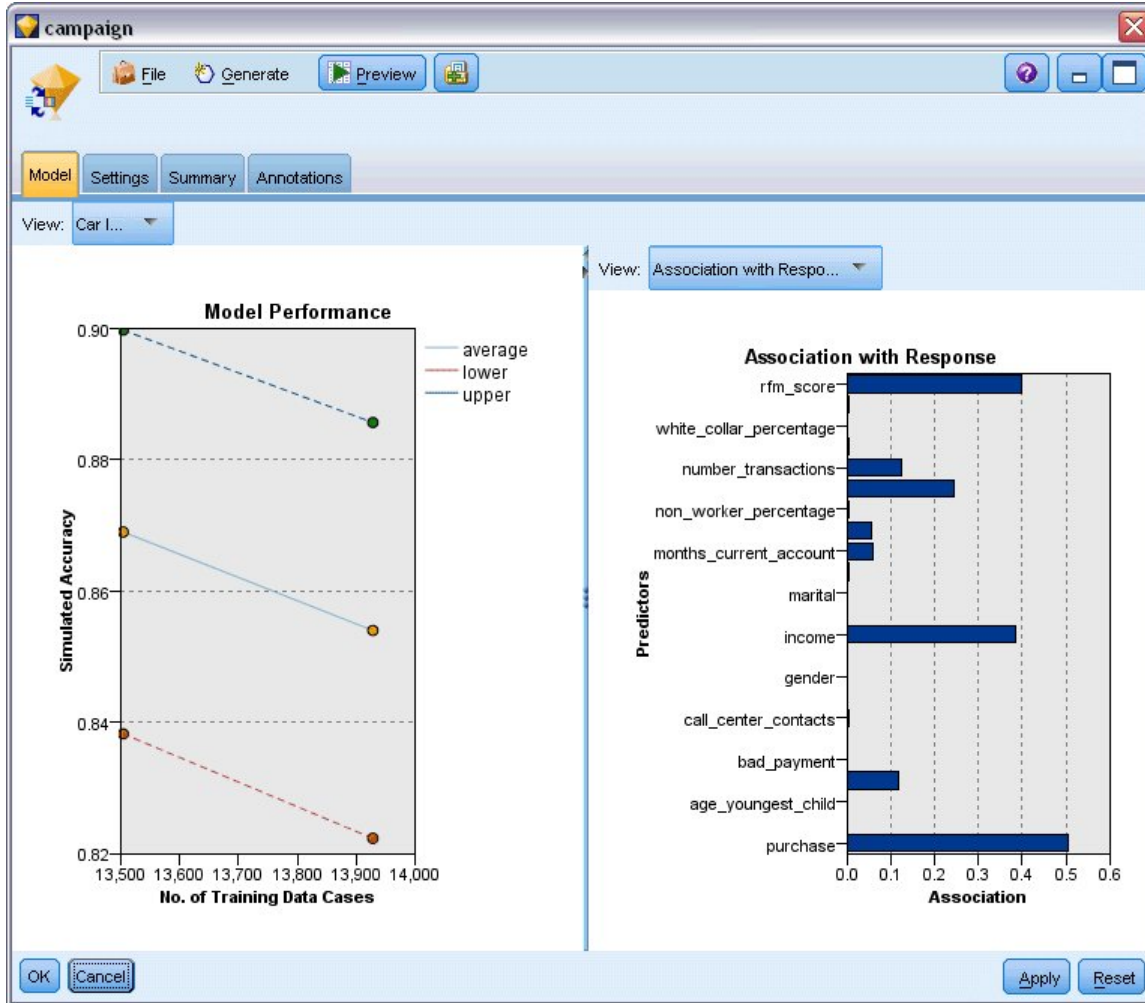 campaign
File Generate Preview
Model Settings Summary Annotations
View: Car l...
Model Performance
0.90
0.88
0.86
0.84
0.82
Simulated Accuracy
13,500 13,600 13,700 13,800 13,900 14,000
No. of Training Data Cases
average
lower
upper
View: Association with Respo...
Association with Response
rfm_score
white_collar_percentage
number_transactions
non_worker_percentage
months_current_account
marital
income
gender
call_center_contacts
bad_payment
age_youngest_child
purchase
Predictors
0.0 0.1 0.2 0.3 0.4 0.5 0.6
Association
OK Cancel Apply Reset